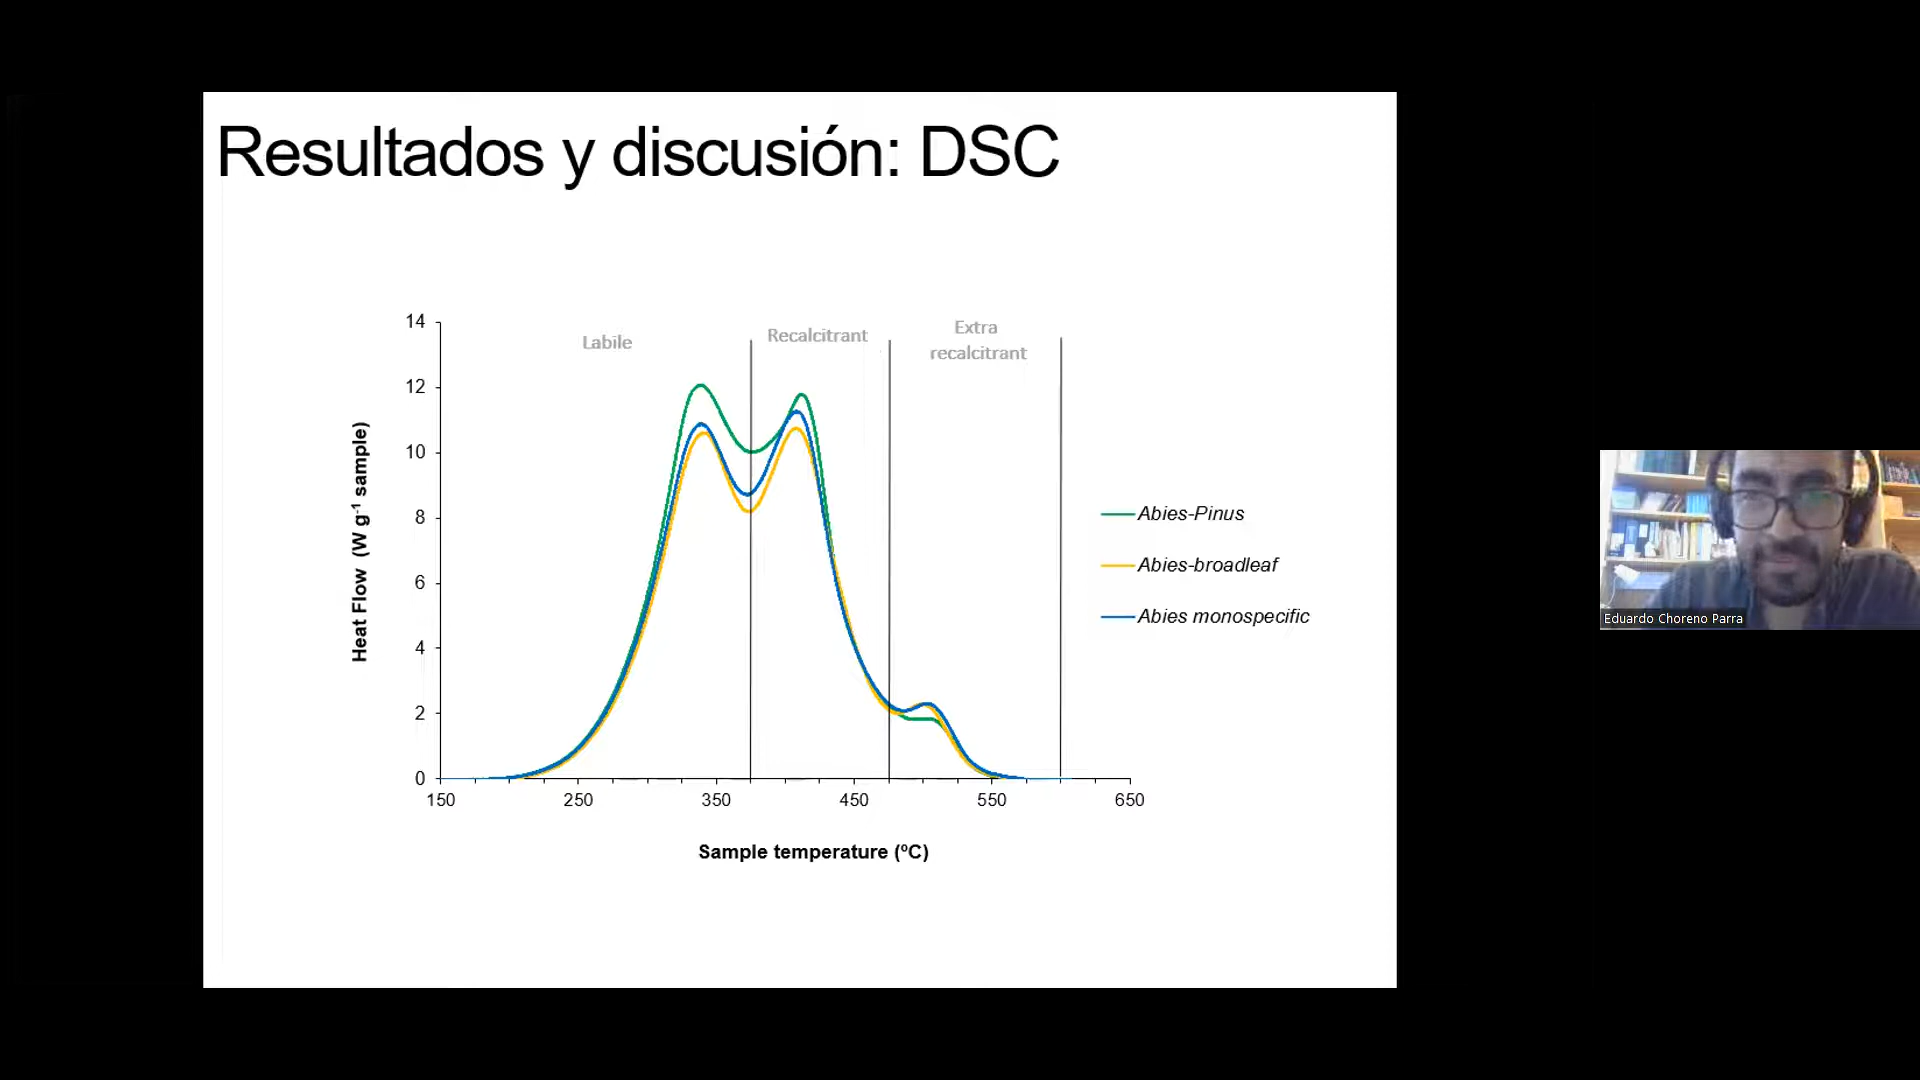 Resultados y discusión: DSC
Labile
Recalcitrant
Extra
recalcitrant
14
12
10
8
6
4
2
0
150
250
350
450
550
650
Heat Flow (W g-1 sample)
Sample temperature (ºC)
Abies-Pinus
Abies-broadleaf
Abies monospecific
Eduardo Choreno Parra